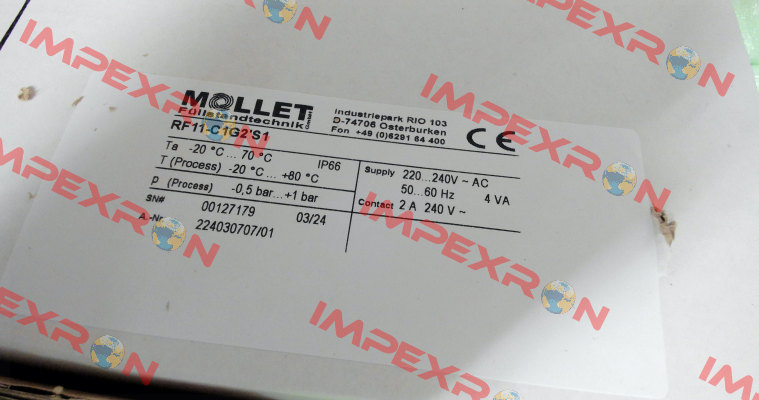 MOLLET
Füllstandtechnik GmbH
Industriepark RIO 103
D-74706 Osterburken
Fon +49 (0)6291 64 400
CE
RF11-C1G2'S1
Ta -20 °C ... 70 °C IP66
T (Process) -20 °C ... +80 °C
p (Process) -0,5 bar...+1 bar
SN# 00127179 03/24
A.-Nr. 224030707/01
Supply 220...240V ~ AC
50...60 Hz 4 VA
Contact 2 A 240 V ~
IMPEXRON
IMPEXRON
IMPEXRON
IMPEXRON
IMPEXRON
IMPEXRON
IMPEXRON
IMPEX